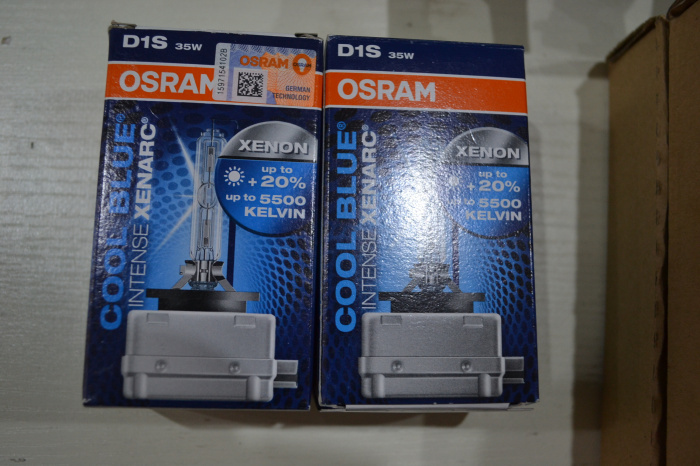 D1S 35W
OSRAM
15971541028
OSRAM
GERMAN
TECHNOLOGY
COOL BLUE®
INTENSE XENARC®
XENON
up to
+ 20%
up to 5500
KELVIN
D1S 35W
OSRAM
COOL BLUE®
INTENSE XENARC®
XENON
up to
+ 20%
to 5500
KELVIN